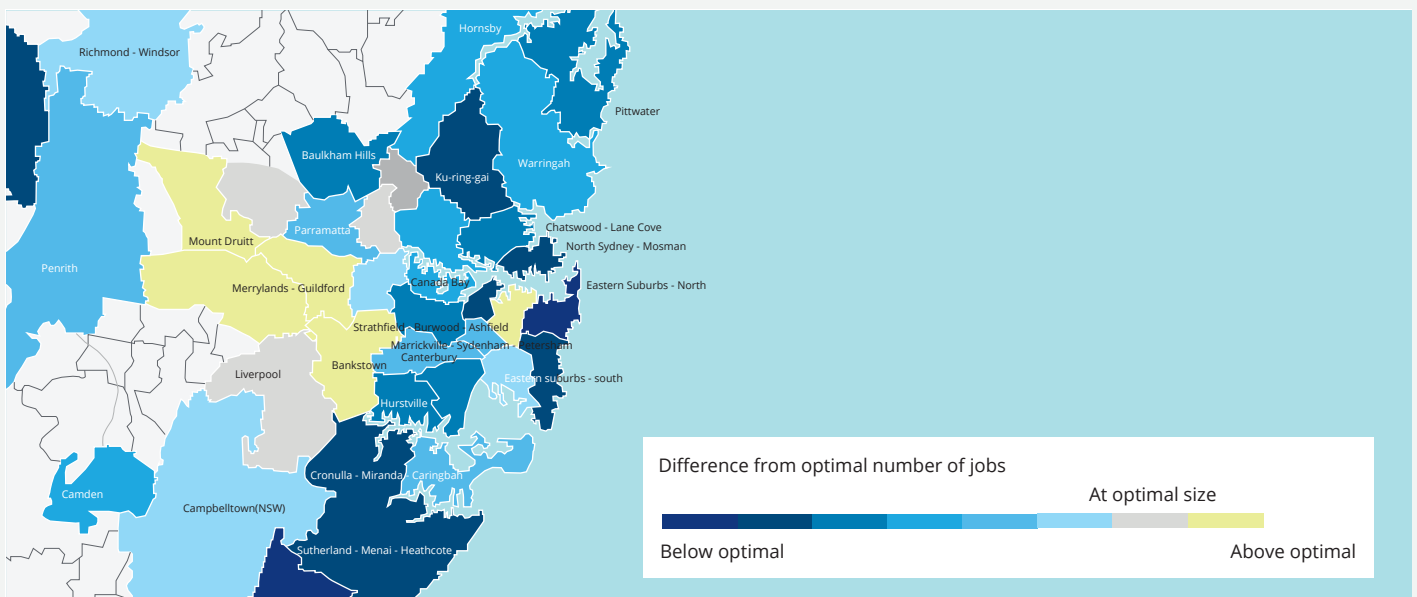 Hornsby
Richmond - Windsor
Pittwater
Baulkham Hills
Warringah
Ku-ring-gai
Chatswood - Lane Cove
Parramatta
Mount Druitt
North Sydney - Mosman
Penrith
Canada Bay
Eastern Suburbs - North
Merrylands - Guildford
Strathfield - Burwood - Ashfield
Marrickville - Sydenham - Petersham
Canterbury
Bankstown
Liverpool
Eastern suburbs - south
Hurstville
Cronulla - Miranda - Caringbah
Camden
Campbelltown(NSW)
Sutherland - Menai - Heathcote
Difference from optimal number of jobs
At optimal size
Below optimal
Above optimal